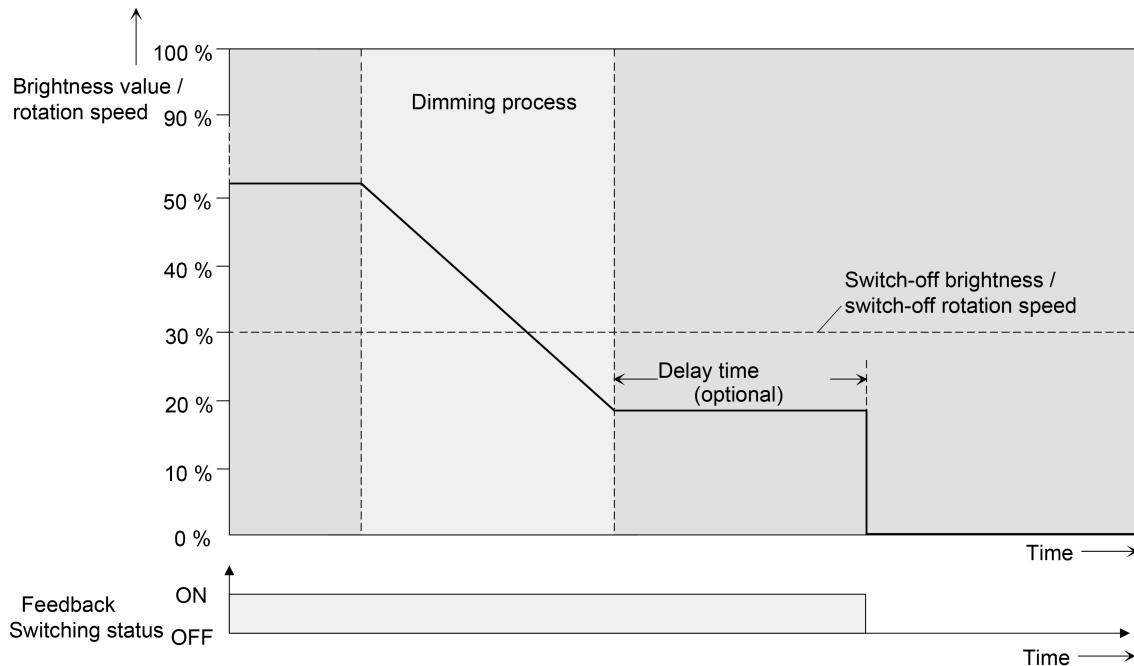 100 %
Brightness value /
rotation speed
90 %
Dimming process
50 %
40 %
Switch-off brightness /
switch-off rotation speed
30 %
Delay time
(optional)
20 %
10 %
0 %
Time
ON
Feedback
Switching status
OFF
Time